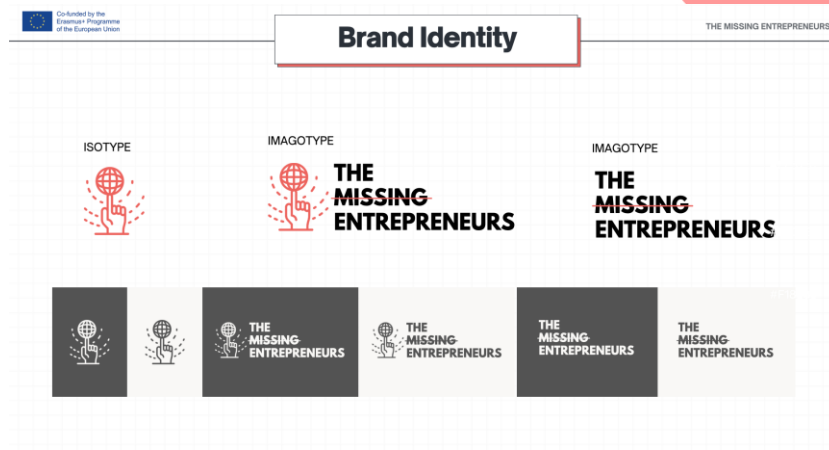 Co-funded by the
Erasmus+ Programme
of the European Union
Brand Identity
THE MISSING ENTREPRENEURS
ISOTYPE
IMAGOTYPE
THE
MISSING
ENTREPRENEURS
IMAGOTYPE
THE
MISSING
ENTREPRENEURS
THE
MISSING
ENTREPRENEURS
THE
MISSING
ENTREPRENEURS
THE
MISSING
ENTREPRENEURS
THE
MISSING
ENTREPRENEURS